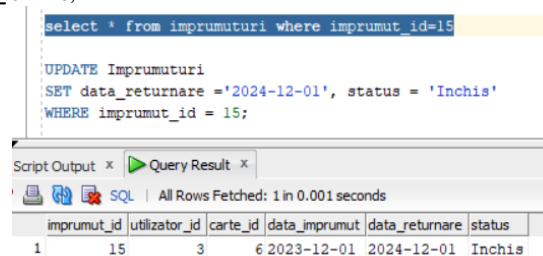 select * from imprumuturi where imprumut_id=15
UPDATE Imprumuturi
SET data_returnare ='2024-12-01', status = 'Inchis'
WHERE imprumut_id = 15;
Script Output x Query Result x
SQL | All Rows Fetched: 1 in 0.001 seconds
imprumut_id utilizator_id carte_id data_imprumut data_returnare status
1 15 3 6 2023-12-01 2024-12-01 Inchis